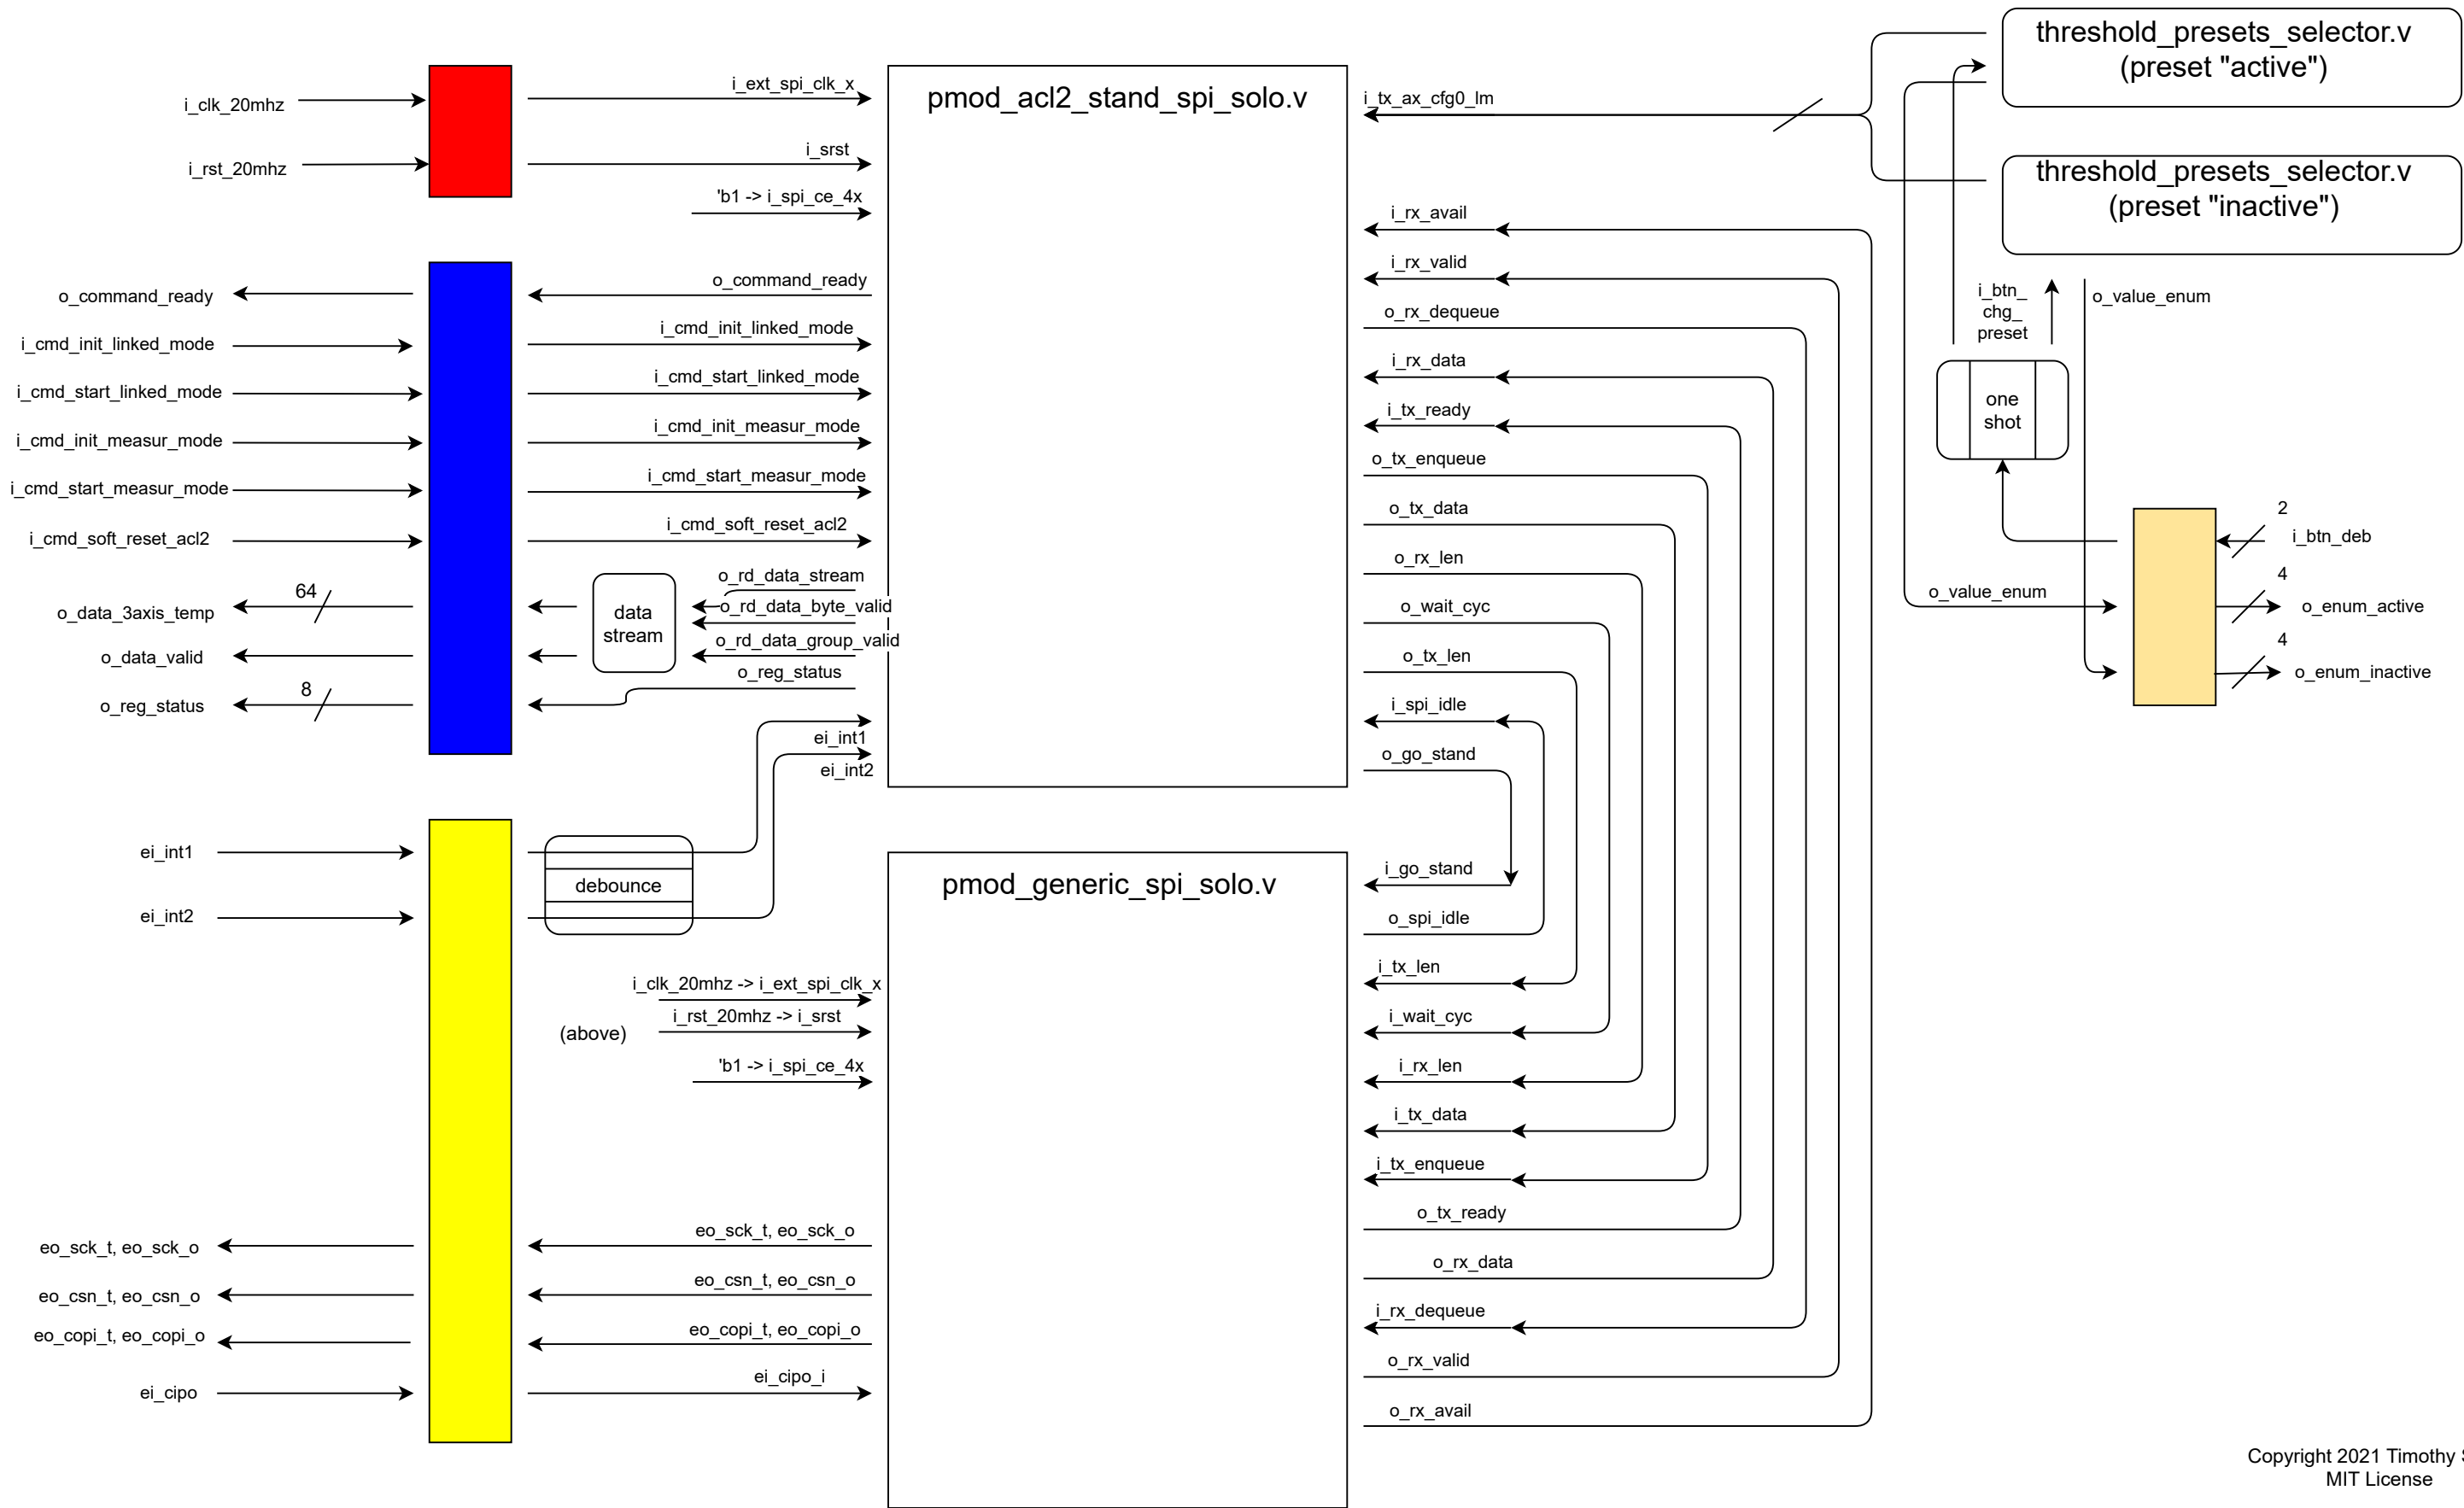 threshold_presets_selector.v
(preset "active")
threshold_presets_selector.v
(preset "inactive")
i_clk_20mhz
i_rst_20mhz
i_ext_spi_clk_x
i_srst
'b1 -> i_spi_ce_4x
pmod_acl2_stand_spi_solo.v
o_command_ready
i_cmd_init_linked_mode
i_cmd_start_linked_mode
i_cmd_init_measur_mode
i_cmd_start_measur_mode
i_cmd_soft_reset_acl2
64
o_data_3axis_temp
o_data_valid
8
o_reg_status
o_command_ready
i_cmd_init_linked_mode
i_cmd_start_linked_mode
i_cmd_init_measur_mode
i_cmd_start_measur_mode
i_cmd_soft_reset_acl2
data
stream
o_rd_data_stream
o_rd_data_byte_valid
o_rd_data_group_valid
o_reg_status
ei_int1
ei_int2
i_tx_ax_cfg0_lm
i_rx_avail
i_rx_valid
o_rx_dequeue
i_rx_data
i_tx_ready
o_tx_enqueue
o_tx_data
o_rx_len
o_wait_cyc
o_tx_len
i_spi_idle
o_go_stand
i_btn_
chg_
preset
o_value_enum
one
shot
o_value_enum
2
i_btn_deb
4
o_enum_active
4
o_enum_inactive
ei_int1
ei_int2
debounce
i_clk_20mhz -> i_ext_spi_clk_x
i_rst_20mhz -> i_srst
(above)
'b1 -> i_spi_ce_4x
pmod_generic_spi_solo.v
i_go_stand
o_spi_idle
i_tx_len
i_wait_cyc
i_rx_len
i_tx_data
i_tx_enqueue
o_tx_ready
o_rx_data
i_rx_dequeue
o_rx_valid
o_rx_avail
eo_sck_t, eo_sck_o
eo_csn_t, eo_csn_o
eo_copi_t, eo_copi_o
ei_cipo
eo_sck_t, eo_sck_o
eo_csn_t, eo_csn_o
eo_copi_t, eo_copi_o
ei_cipo_i
Copyright 2021 Timothy
MIT License